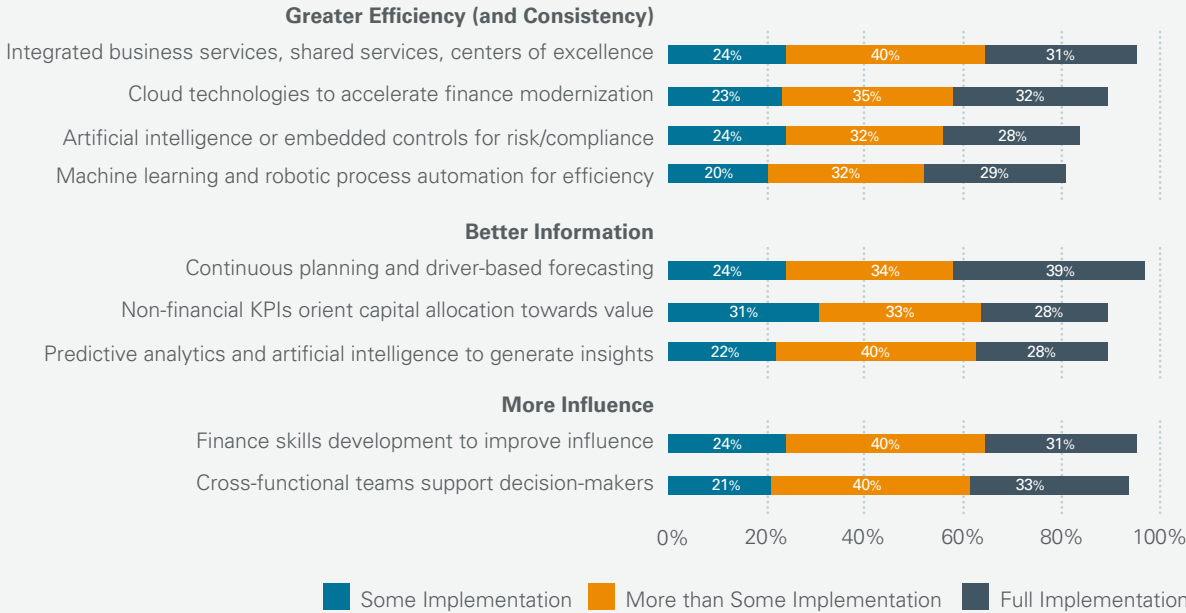 Greater Efficiency (and Consistency)
Integrated business services, shared services, centers of excellence 24% 40% 31%
Cloud technologies to accelerate finance modernization 23% 35% 32%
Artificial intelligence or embedded controls for risk/compliance 24% 32% 28%
Machine learning and robotic process automation for efficiency 20% 32% 29%
Better Information
Continuous planning and driver-based forecasting 24% 34% 39%
Non-financial KPIs orient capital allocation towards value 31% 33% 28%
Predictive analytics and artificial intelligence to generate insights 22% 40% 28%
More Influence
Finance skills development to improve influence 24% 40% 31%
Cross-functional teams support decision-makers 21% 40% 33%
0% 20% 40% 60% 80% 100%
Some Implementation More than Some Implementation Full Implementation